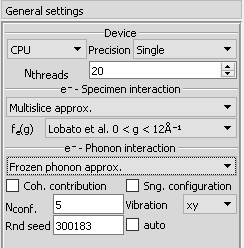 General settings
Device
CPU Precision Single
Nthreads 20
e⁻ - Specimen interaction
Multislice approx.
fe(g) Lobato et al. 0 < g < 12Å⁻¹
e⁻ - Phonon interaction
Frozen phonon approx.
Coh. contribution Sng. configuration
Nconf. 5 Vibration xy
Rnd seed 300183 auto